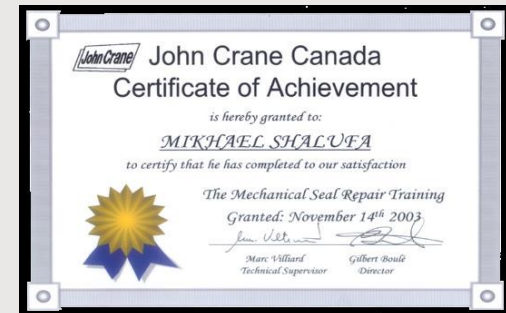 John Crane
John Crane Canada
Certificate of Achievement
is hereby granted to:
MIKHAEL SHALUFA
to certify that he has completed to our satisfaction
The Mechanical Seal Repair Training
Granted: November 14th 2003
Marc Villiard
Technical Supervisor
Gilbert Boulé
Director